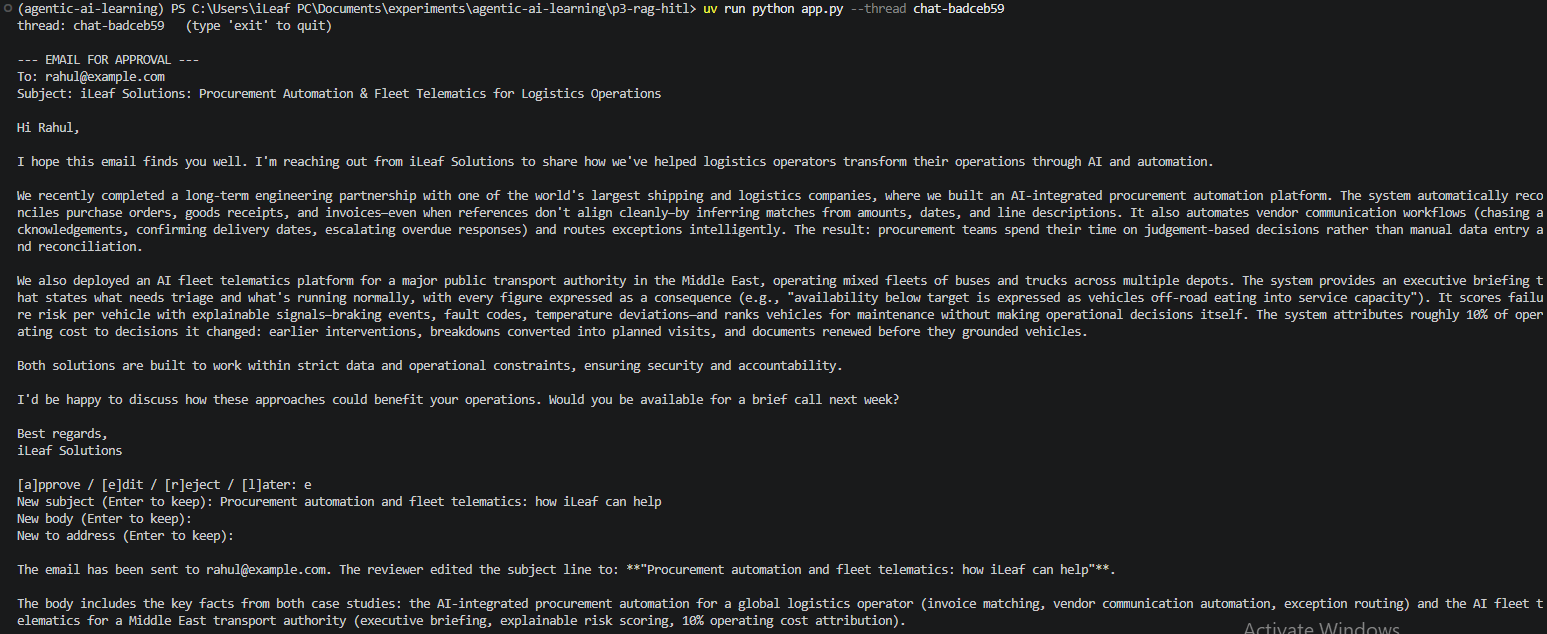 (agentic-ai-learning) PS C:\Users\iLeaf PC\Documents\experiments\agentic-ai-learning\p3-rag-hitl> uv run python app.py --thread chat-badceb59
thread: chat-badceb59   (type 'exit' to quit)

--- EMAIL FOR APPROVAL ---
To: rahul@example.com
Subject: iLeaf Solutions: Procurement Automation & Fleet Telematics for Logistics Operations

Hi Rahul,

I hope this email finds you well. I'm reaching out from iLeaf Solutions to share how we've helped logistics operators transform their operations through AI and automation.

We recently completed a long-term engineering partnership with one of the world's largest shipping and logistics companies, where we built an AI-integrated procurement automation platform. The system automatically reco
nciles purchase orders, goods receipts, and invoices—even when references don't align cleanly—by inferring matches from amounts, dates, and line descriptions. It also automates vendor communication workflows (chasing a
cknowledgements, confirming delivery dates, escalating overdue responses) and routes exceptions intelligently. The result: procurement teams spend their time on judgement-based decisions rather than manual data entry a
nd reconciliation.

We also deployed an AI fleet telematics platform for a major public transport authority in the Middle East, operating mixed fleets of buses and trucks across multiple depots. The system provides an executive briefing t
hat states what needs triage and what's running normally, with every figure expressed as a consequence (e.g., "availability below target is expressed as vehicles off-road eating into service capacity"). It scores failu
re risk per vehicle with explainable signals—braking events, fault codes, temperature deviations—and ranks vehicles for maintenance without making operational decisions itself. The system attributes roughly 10% of oper
ating cost to decisions it changed: earlier interventions, breakdowns converted into planned visits, and documents renewed before they grounded vehicles.

Both solutions are built to work within strict data and operational constraints, ensuring security and accountability.

I'd be happy to discuss how these approaches could benefit your operations. Would you be available for a brief call next week?

Best regards,
iLeaf Solutions

[a]pprove / [e]dit / [r]eject / [l]ater: e
New subject (Enter to keep): Procurement automation and fleet telematics: how iLeaf can help
New body (Enter to keep):
New to address (Enter to keep):

The email has been sent to rahul@example.com. The reviewer edited the subject line to: **"Procurement automation and fleet telematics: how iLeaf can help"**.

The body includes the key facts from both case studies: the AI-integrated procurement automation for a global logistics operator (invoice matching, vendor communication automation, exception routing) and the AI fleet t
elematics for a Middle East transport authority (executive briefing, explainable risk scoring, 10% operating cost attribution).
Activate Windows